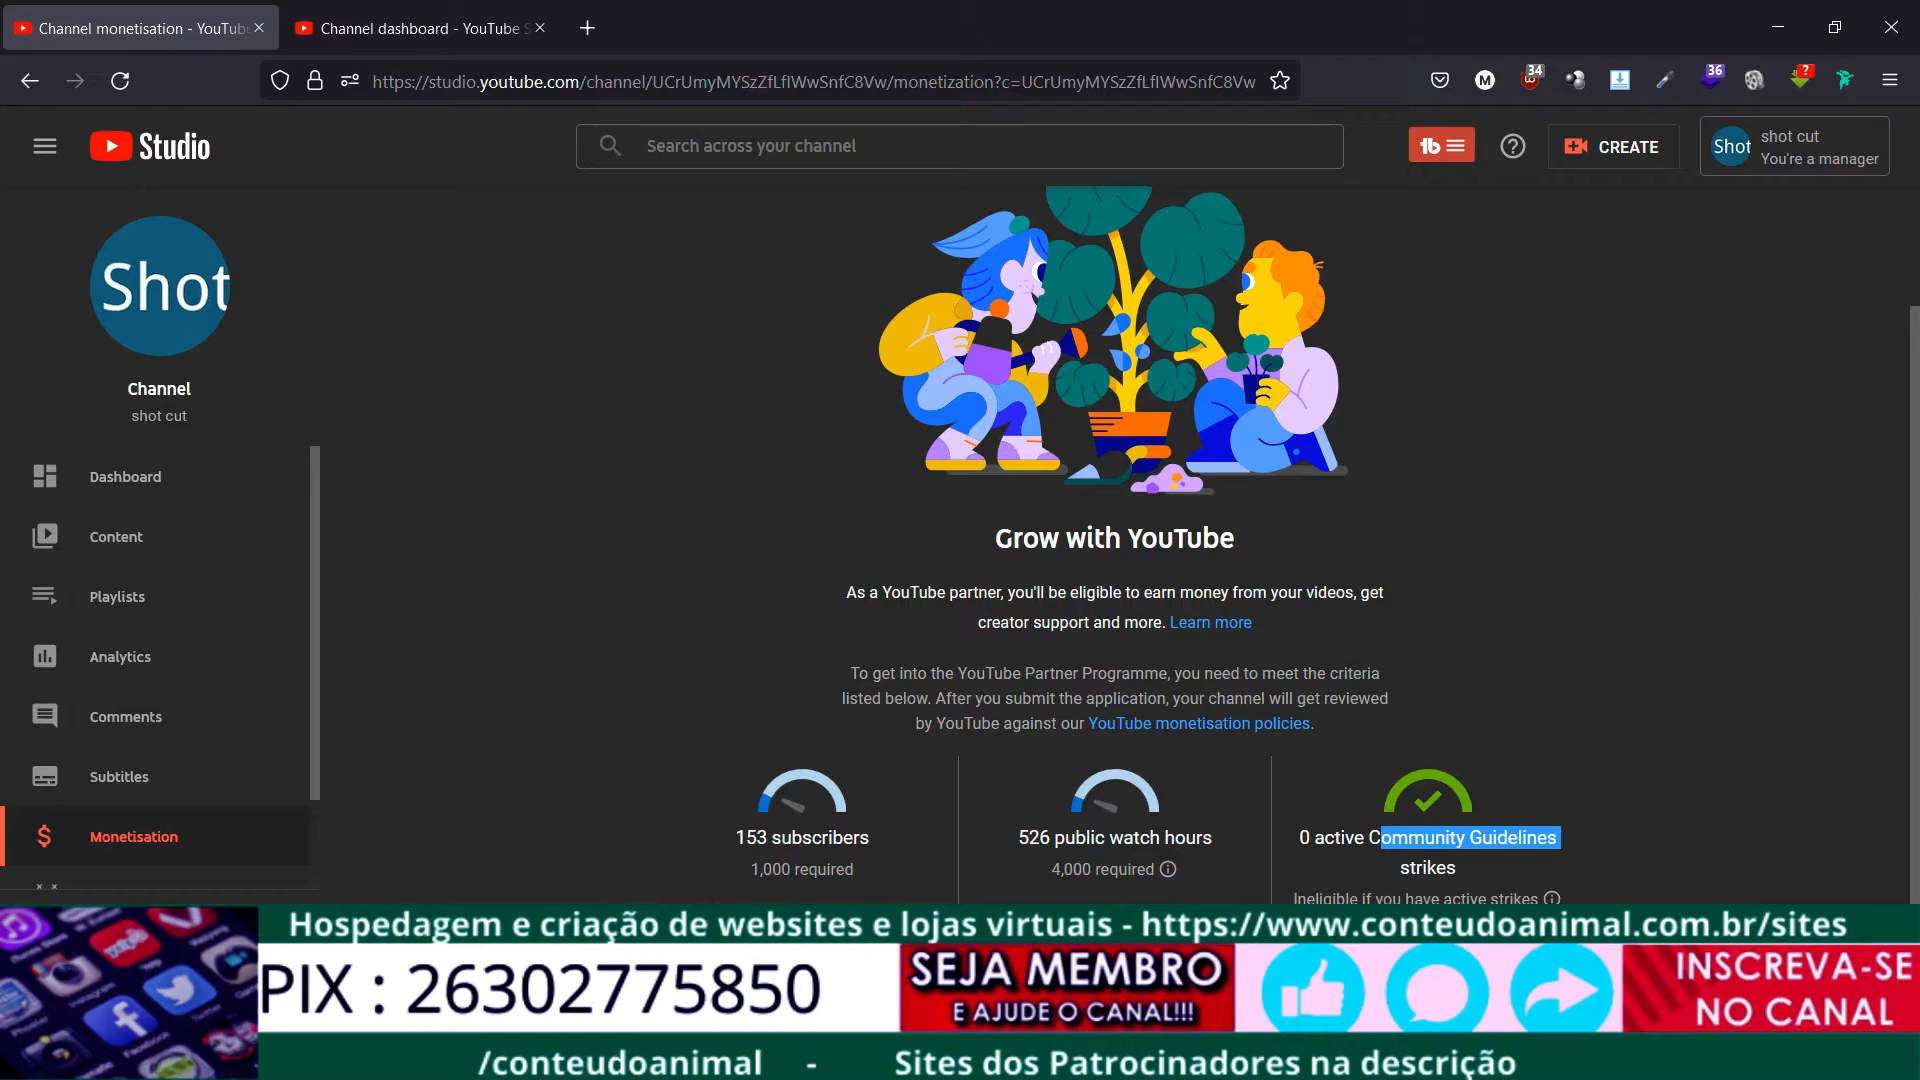 Channel monetisation - YouTube
Channel dashboard - YouTube S
https://studio.youtube.com/channel/UCrUmyMYSzZfLfIWwSnfC8Vw/monetization?c=UCrUmyMYSzZfLfIWwSnfC8Vw
M
34
36
?
Studio
Search across your channel
tb
?
CREATE
Shot
shot cut
You're a manager
Shot
Channel
shot cut
Dashboard
Content
Playlists
Analytics
Comments
Subtitles
Monetisation
Grow with YouTube
As a YouTube partner, you'll be eligible to earn money from your videos, get
creator support and more. Learn more
To get into the YouTube Partner Programme, you need to meet the criteria
listed below. After you submit the application, your channel will get reviewed
by YouTube against our YouTube monetisation policies.
153 subscribers
1,000 required
526 public watch hours
4,000 required
0 active Community Guidelines
strikes
Ineligible if you have active strikes
Hospedagem e criação de websites e lojas virtuais - https://www.conteudoanimal.com.br/sites
PIX : 26302775850
SEJA MEMBRO
E AJUDE O CANAL!!!
INSCREVA-SE
NO CANAL
/conteudoanimal - Sites dos Patrocinadores na descrição